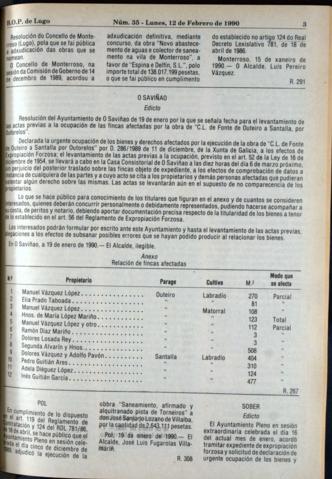 B.O.P. de Lugo
Núm. 35 - Lunes, 12 de Febrero de 1990
3
Resolución do Concello de Monte-
rroso (Lugo), pola que se fai pública
a adxudicación das obras que se
O Concello de Monterroso, na
sesión da Comisión de Goberno de 14
de decembro de 1989, acordou a
adxudicación definitiva, mediante
concurso, da obra "Novo abasteci-
mento de augas e colector de sanea-
mento na vila de Monterroso", a
favor de "Espina e Delfín, S.L.", polo
importe total de 138.017.199 pesetas,
o que se fai público en cumplimento
do establecido no artigo 124 do Real
Decreto Lexislativo 781, de 18 de
abril de 1986.
Monterroso, 15 de xaneiro de
1990. — O Alcalde, Luis Pereiro
Vázquez.
R. 291
O SAVIÑAO
Edicto
Resolución del Ayuntamiento de O Saviñao de 19 de enero por la que se señala fecha para el levantamiento de
las actas previas a la ocupación de las fincas afectadas por la obra de "C.L. de Fonte de Outeiro a Santalla, por
Outorelos".
Declarada la urgente ocupación de los bienes y derechos afectados por la ejecución de la obra de "C.L. de Fonte
de Outeiro a Santalla por Outorelos" por D. 286/1989 de 11 de diciembre, de la Xunta de Galicia, a los efectos de
Expropiación Forzosa; el levantamiento de las actas previas a la ocupación, previsto en el art. 52 de la Ley de 16 de
diciembre de 1954, se llevará a cabo en la Casa Consistorial de O Saviñao a las diez horas del día 6 de marzo próximo,
sin perjuicio del posterior traslado sobre las fincas objeto de expediente, a los efectos de comprobación de datos a
instancia de cualquiera de las partes y a cuyo acto se cita a los propietarios y demás personas afectadas que pudieran
algún derecho sobre las mismas. Las actas se levantarán aún en el supuesto de no comparecencia de los
propietarios.
Lo que se hace público para conocimiento de los titulares que figuran en el anexo y de cuantos se consideren
interesados, quienes deberán concurrir personalmente o debidamente representados, pudiendo hacerse acompañar a
su costa, de peritos y notario, debiendo aportar documentación precisa respecto de la titularidad de los bienes a tenor
de lo establecido en el art. 56 del Reglamento de Expropiación Forzosa.
Los interesados podrán formular por escrito ante este Ayuntamiento y hasta el levantamiento de las actas previas,
alegaciones a los efectos de subsanar posibles errores que se hayan podido producir al relacionar los bienes.
En O Saviñao, a 19 de enero de 1990. — El Alcalde, ilegible.
Anexo
Relación de fincas afectadas
N.º Propietario Paraje Cultivo M.² Modo que se afecta
1 Manuel Vázquez López Outeiro Labradío 270 Parcial
2 Elia Prado Taboada " " 81 "
3 Manuel Vázquez López " Matorral 108 "
4 Hnos. de María López Mariño " " 123 Total
5 Manuel Vázquez López y otro " " 112 Parcial
6 Ramón Díaz Mariño " " 3 "
7 Dolores Losada Rey " " 3 "
8 Segunda Alvarín y Hnos. " " 508 "
9 Dolores Vázquez y Adolfo Pavón Santalla Labradío 404 "
10 Pedro Guitián Ares " " 310 "
11 Adela Diéguez López " " 124 "
12 Inés Guitián García " " 477 "
R. 267
POL
En cumplimiento de lo dispuesto
en el art. 119 del Reglamento de
Contratación y 124 del RDL 781/86,
de 18 de abril, se hace público que el
Ayuntamiento Pleno en sesión cele-
brada el día cinco de diciembre de
1989, adjudicó la ejecución de la
obbra "Saneamiento, afirmado y
alquitranado pista de Torneiros" a
don José Santiago Lozano de Villalba,
por la cantidad de 2.643.111 pesetas.
Pol, 19 de enero de 1990. — El
Alcalde, José Luis Fugarolas Villa-
marín.
R. 308
SOBER
Edicto
El Ayuntamiento Pleno en sesión
extraordinaria celebrada el día 16
del actual mes de enero, acordó
tramitar expediente de expropiación
forzosa y solicitud de declaración de
urgente ocupación de los bienes y